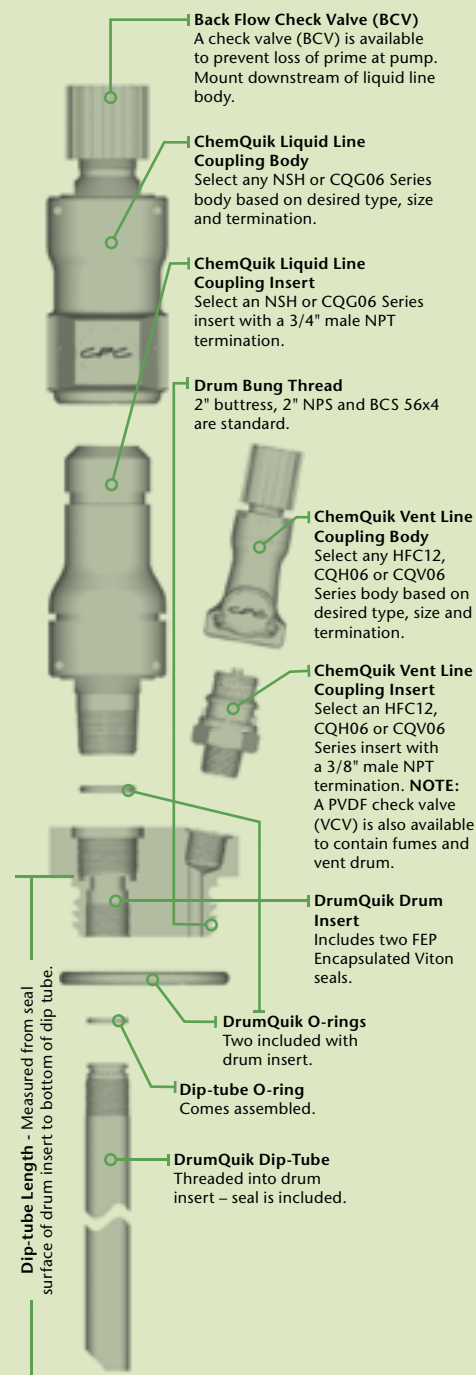 Back Flow Check Valve (BCV)
A check valve (BCV) is available
to prevent loss of prime at pump.
Mount downstream of liquid line
body.
ChemQuik Liquid Line
Coupling Body
Select any NSH or CQG06 Series
body based on desired type, size
and termination.
ChemQuik Liquid Line
Coupling Insert
Select an NSH or CQG06 Series
insert with a 3/4" male NPT
termination.
CPC
Drum Bung Thread
2" buttress, 2" NPS and BCS 56x4
are standard.
ChemQuik Vent Line
Coupling Body
Select any HFC12,
CQH06 or CQV06
Series body based on
desired type, size and
termination.
CPC
ChemQuik Vent Line
Coupling Insert
Select an HFC12,
CQH06 or CQV06
Series insert with
a 3/8" male NPT
termination. NOTE:
A PVDF check valve
(VCV) is also available
to contain fumes and
vent drum.
DrumQuik Drum
Insert
Includes two FEP
Encapsulated Viton
seals.
DrumQuik O-rings
Two included with
drum insert.
Dip-tube O-ring
Comes assembled.
DrumQuik Dip-Tube
Threaded into drum
insert – seal is included.
Dip-tube Length - Measured from seal
surface of drum insert to bottom of dip tube.